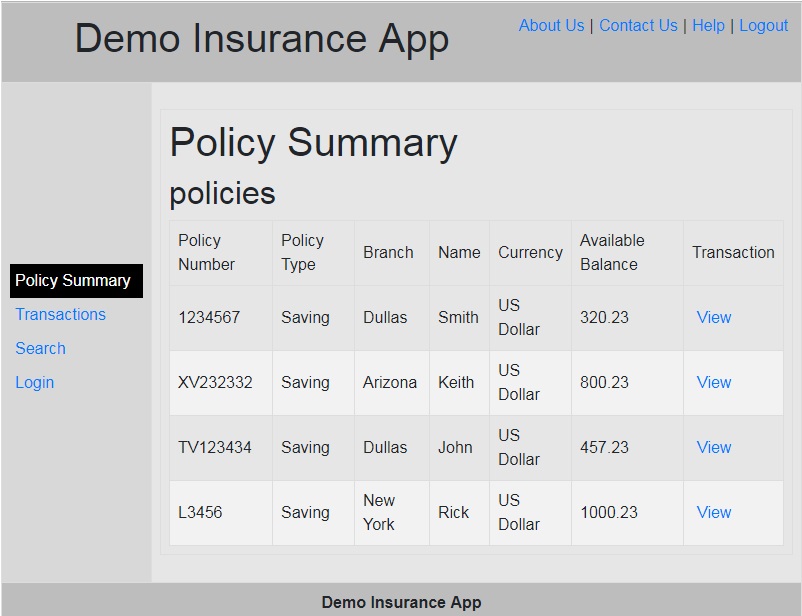 Demo Insurance App
About Us | Contact Us | Help | Logout
Policy Summary
Transactions
Search
Login
Policy Summary
policies
Policy Number Policy Type Branch Name Currency Available Balance Transaction
1234567 Saving Dullas Smith US Dollar 320.23 View
XV232332 Saving Arizona Keith US Dollar 800.23 View
TV123434 Saving Dullas John US Dollar 457.23 View
L3456 Saving New York Rick US Dollar 1000.23 View
Demo Insurance App